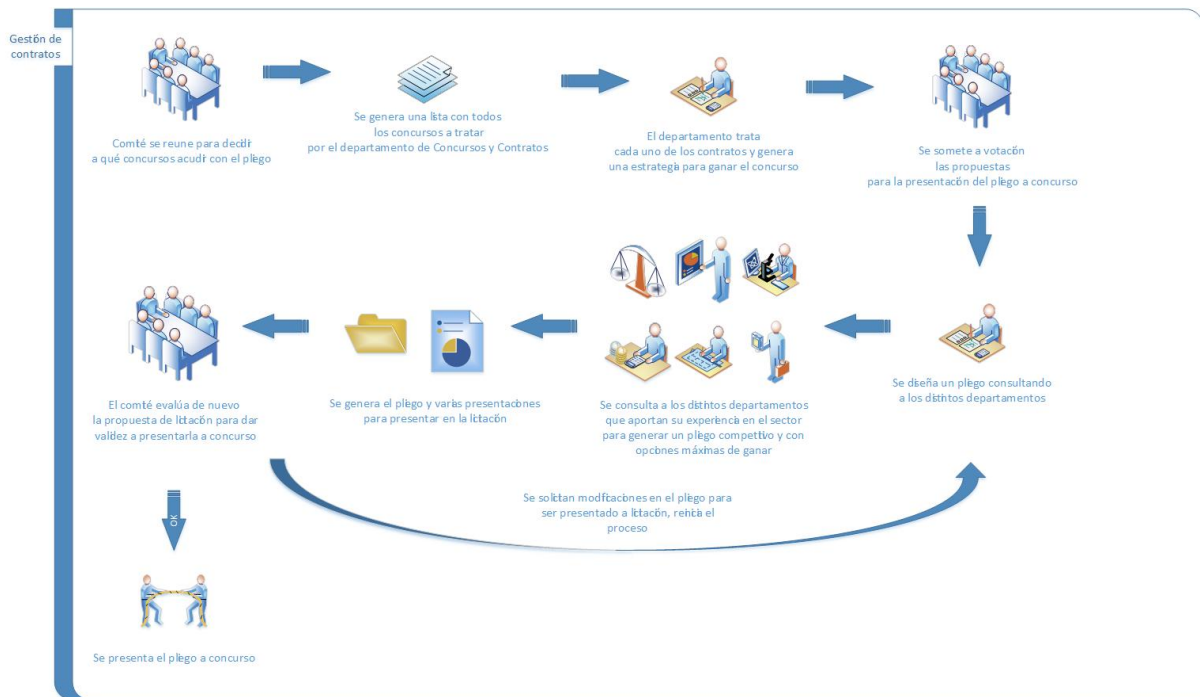 Gestión de
contratos
Comité se reune para decidir
a qué concursos acudir con el pliego
Se genera una lista con todos
los concursos a tratar
por el departamento de Concursos y Contratos
El departamento trata
cada uno de los contratos y genera
una estrategia para ganar el concurso
Se somete a votación
las propuestas
para la presentación del pliego a concurso
Se diseña un pliego consultando
a los distintos departamentos
Se consulta a los distintos departamentos
que aportan su experiencia en el sector
para generar un pliego competitivo y con
opciones máximas de ganar
Se genera el pliego y varias presentaciones
para presentar en la licitación
El comité evalúa de nuevo
la propuesta de licitación para dar
validez a presentarla a concurso
Se solicitan modificaciones en el pliego para
ser presentado a licitación, reinicia el
proceso
OK
Se presenta el pliego a concurso